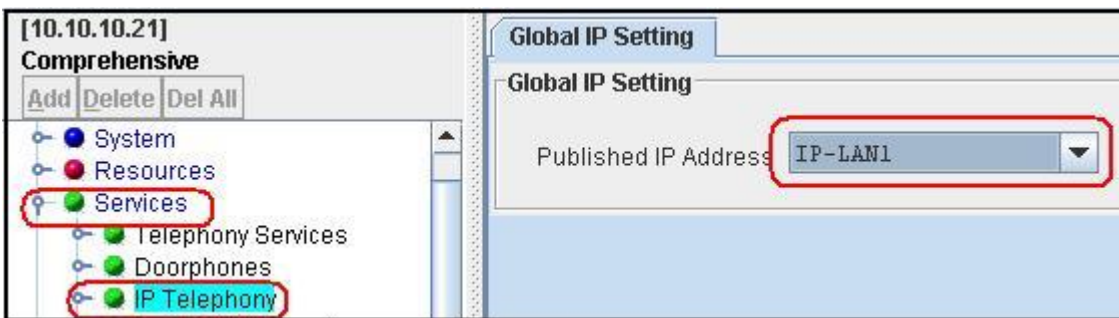 [10.10.10.21]
Comprehensive
Add Delete Del All
System
Resources
Services
Telephony Services
Doorphones
IP Telephony
Global IP Setting
Global IP Setting
Published IP Address IP-LAN1